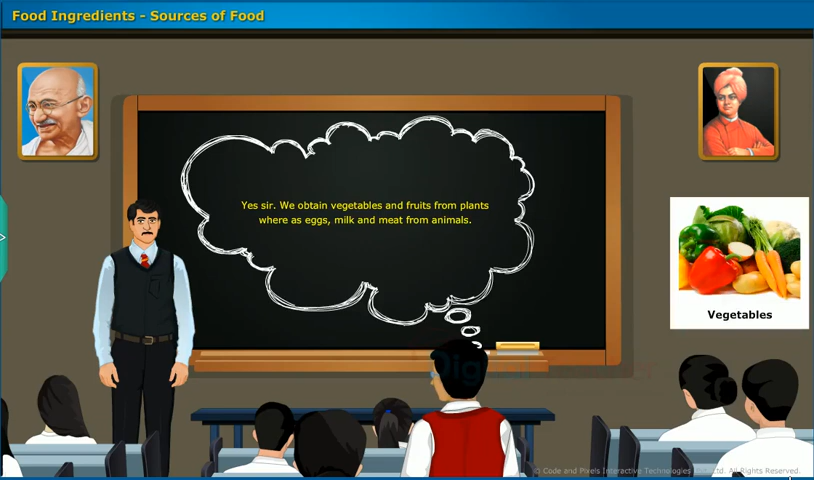 Food Ingredients - Sources of Food
Yes sir. We obtain vegetables and fruits from plants
where as eggs, milk and meat from animals.
Vegetables
© Code and Pixels Interactive Technologies Pvt. Ltd. All Rights Reserved.